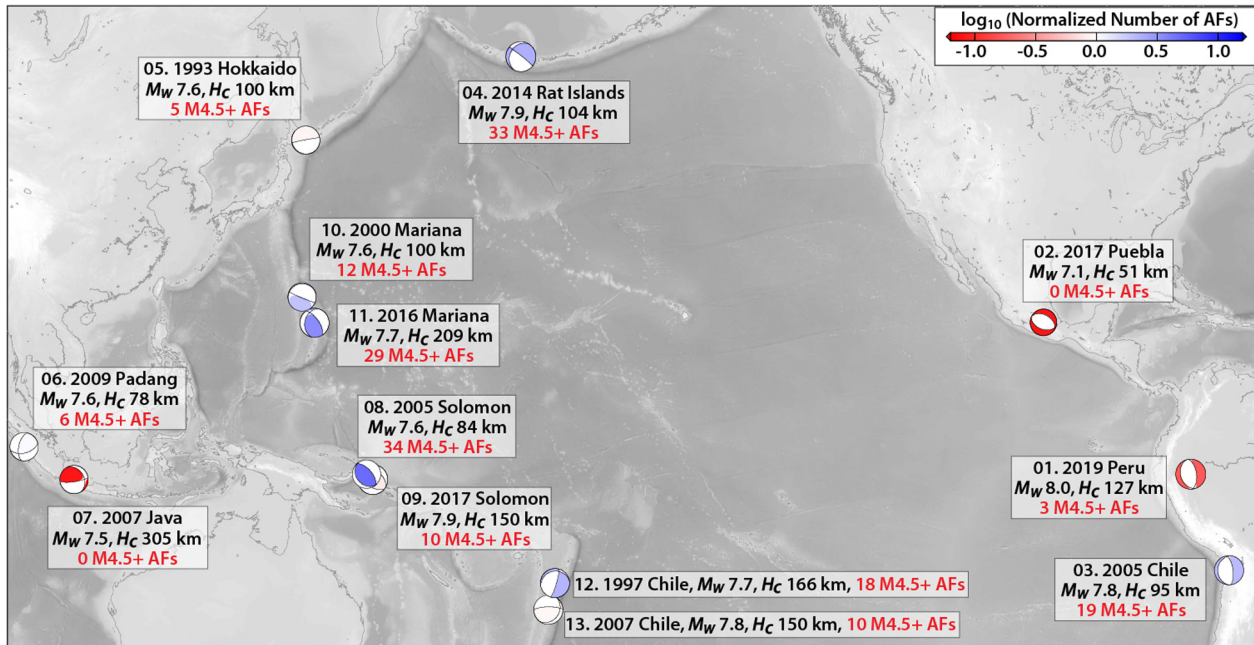 log10 (Normalized Number of AFs)
-1.0 -0.5 0.0 0.5 1.0
05. 1993 Hokkaido
MW 7.6, HC 100 km
5 M4.5+ AFs
04. 2014 Rat Islands
MW 7.9, HC 104 km
33 M4.5+ AFs
10. 2000 Mariana
MW 7.6, HC 100 km
12 M4.5+ AFs
02. 2017 Puebla
MW 7.1, HC 51 km
0 M4.5+ AFs
11. 2016 Mariana
MW 7.7, HC 209 km
29 M4.5+ AFs
06. 2009 Padang
MW 7.6, HC 78 km
6 M4.5+ AFs
08. 2005 Solomon
MW 7.6, HC 84 km
34 M4.5+ AFs
01. 2019 Peru
MW 8.0, HC 127 km
3 M4.5+ AFs
09. 2017 Solomon
MW 7.9, HC 150 km
10 M4.5+ AFs
07. 2007 Java
MW 7.5, HC 305 km
0 M4.5+ AFs
03. 2005 Chile
MW 7.8, HC 95 km
19 M4.5+ AFs
12. 1997 Chile, MW 7.7, HC 166 km, 18 M4.5+ AFs
13. 2007 Chile, MW 7.8, HC 150 km, 10 M4.5+ AFs